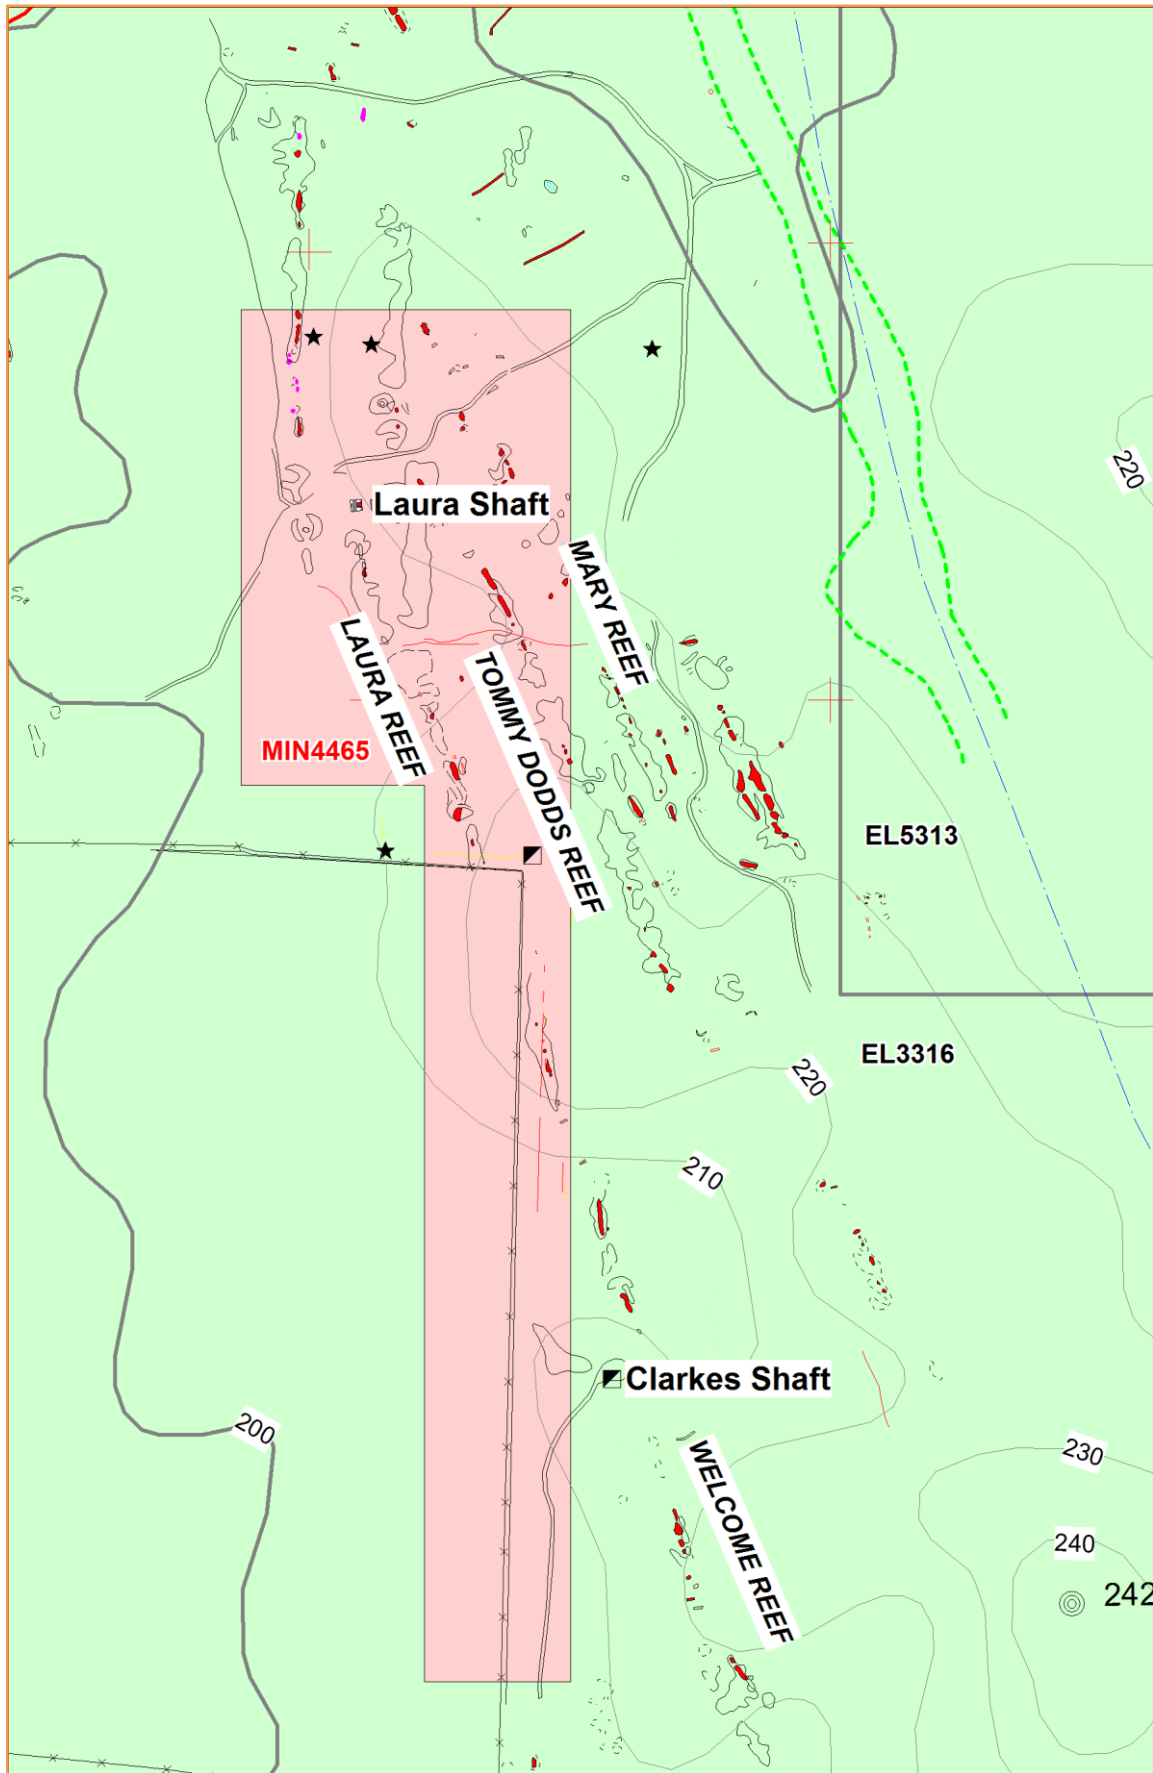 220
Laura Shaft
MARY REEF
LAURA REEF
TOMMY DODDS REEF
MIN4465
EL5313
EL3316
220
210
Clarkes Shaft
200
WELCOME REEF
230
240
242